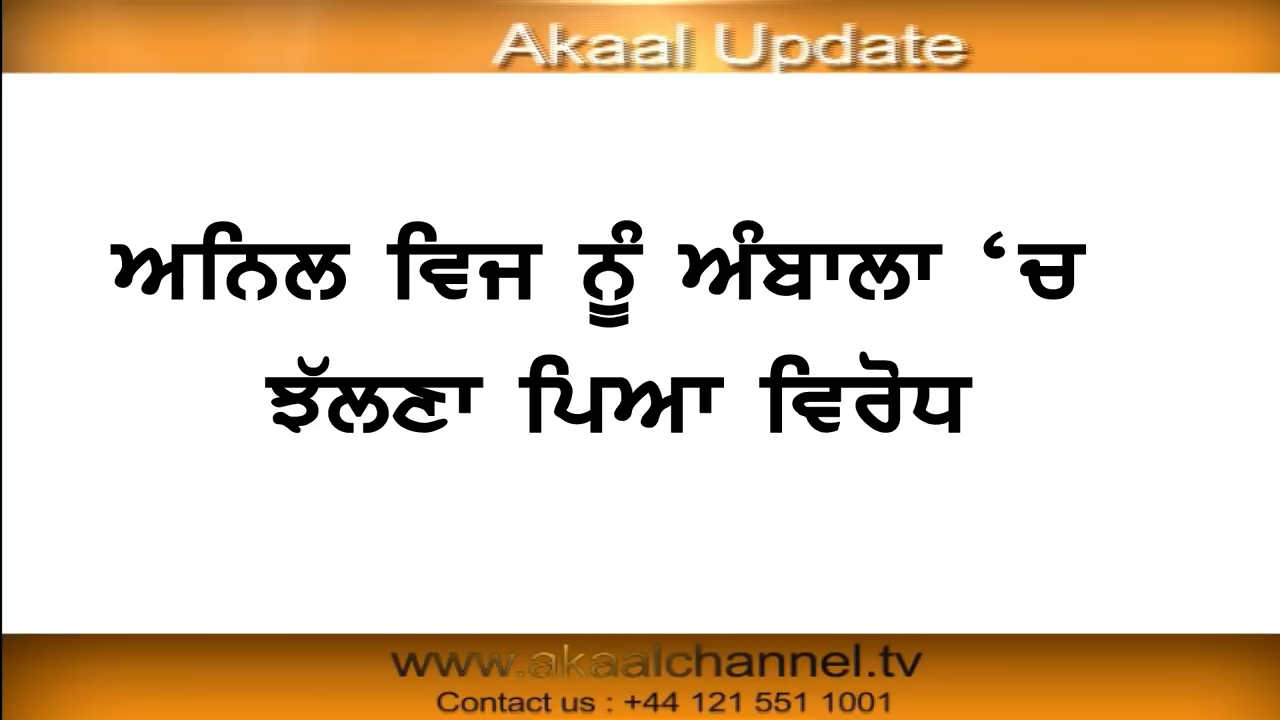 Akaal Update
ਅਨਿਲ ਵਿਜ ਨੂੰ ਅੰਬਾਲਾ ‘ਚ
ਝੱਲਣਾ ਪਿਆ ਵਿਰੋਧ
www.akaalchannel.tv
Contact us : +44 121 551 1001